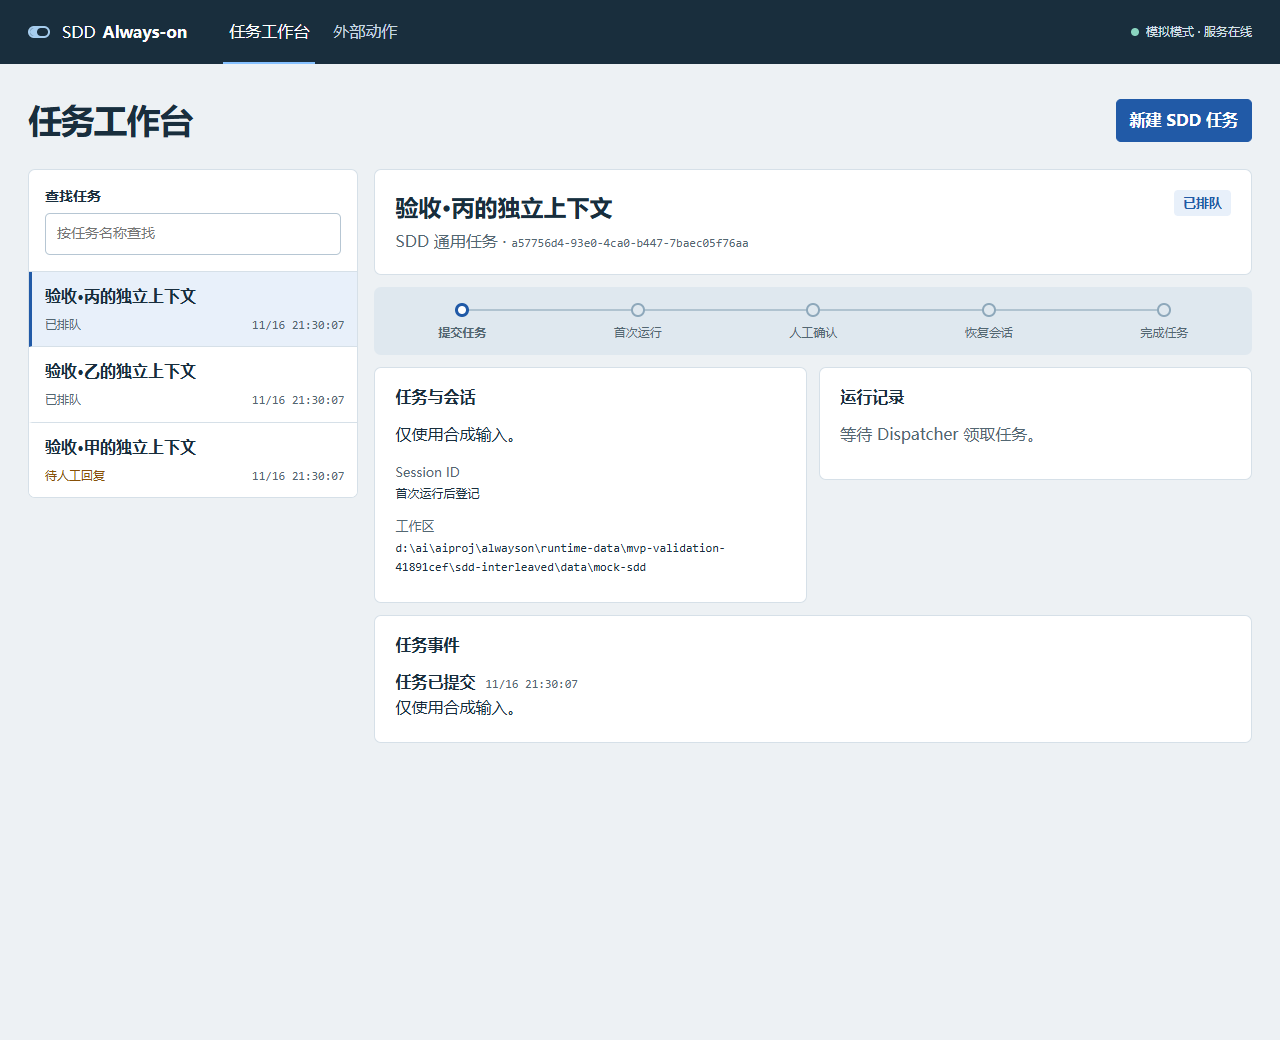 SDD Always-on
任务工作台
外部动作
模拟模式 · 服务在线
任务工作台
新建 SDD 任务
查找任务
按任务名称查找
验收·丙的独立上下文
已排队 11/16 21:30:07
验收·乙的独立上下文
已排队 11/16 21:30:07
验收·甲的独立上下文
待人工回复 11/16 21:30:07
验收·丙的独立上下文
已排队
SDD 通用任务 · a57756d4-93e0-4ca0-b447-7baec05f76aa
提交任务
首次运行
人工确认
恢复会话
完成任务
任务与会话
仅使用合成输入。
Session ID
首次运行后登记
工作区
d:\ai\aiproj\alwayson\runtime-data\mvp-validation-
41891cef\sdd-interleaved\data\mock-sdd
运行记录
等待 Dispatcher 领取任务。
任务事件
任务已提交 11/16 21:30:07
仅使用合成输入。